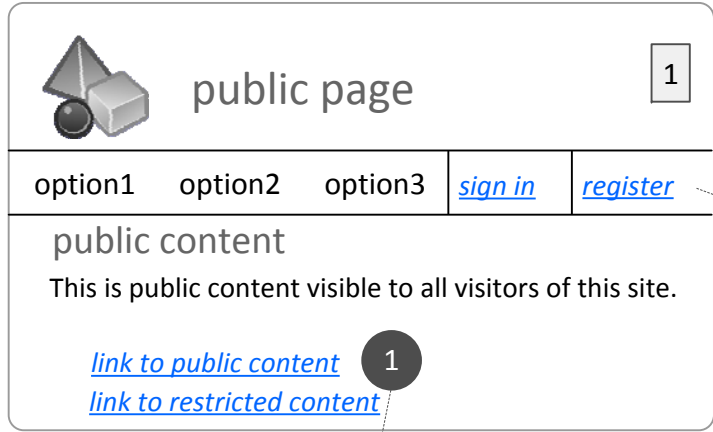 public page
1
option1 option2 option3 sign in register
public content
This is public content visible to all visitors of this site.
link to public content 1
link to restricted content